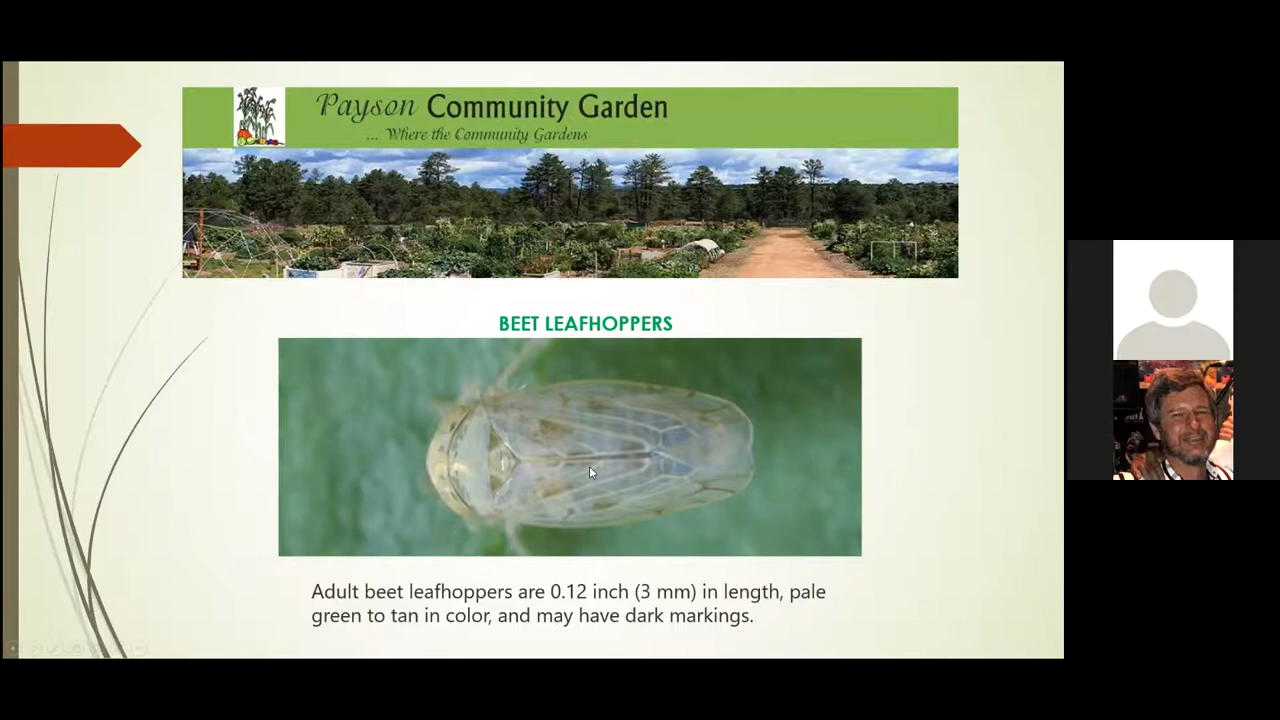 Payson Community Garden
... Where the Community Gardens
BEET LEAFHOPPERS
Adult beet leafhoppers are 0.12 inch (3 mm) in length, pale
green to tan in color, and may have dark markings.